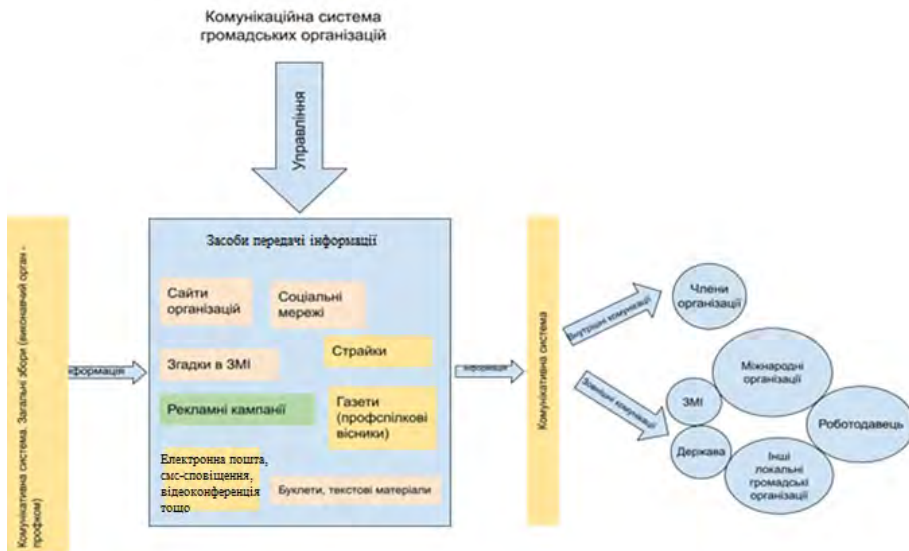 Комунікаційна система
громадських організацій
Управління
Комунікативна система. Загальні збори (виконавчий орган -
профком)
інформація
Засоби передачі інформації
Сайти
організацій
Соціальні
мережі
Згадки в ЗМІ
Страйки
Рекламні кампанії
Газети
(профспілкові
вісники)
Електронна пошта,
смс-сповіщення,
відеоконференція
тощо
Буклети, текстові матеріали
інформація
Комунікативна система
Внутрішні комунікації
Зовнішні комунікації
Члени
організації
Міжнародні
організації
ЗМІ
Роботодавець
Держава
Інші
локальні
громадські
організації